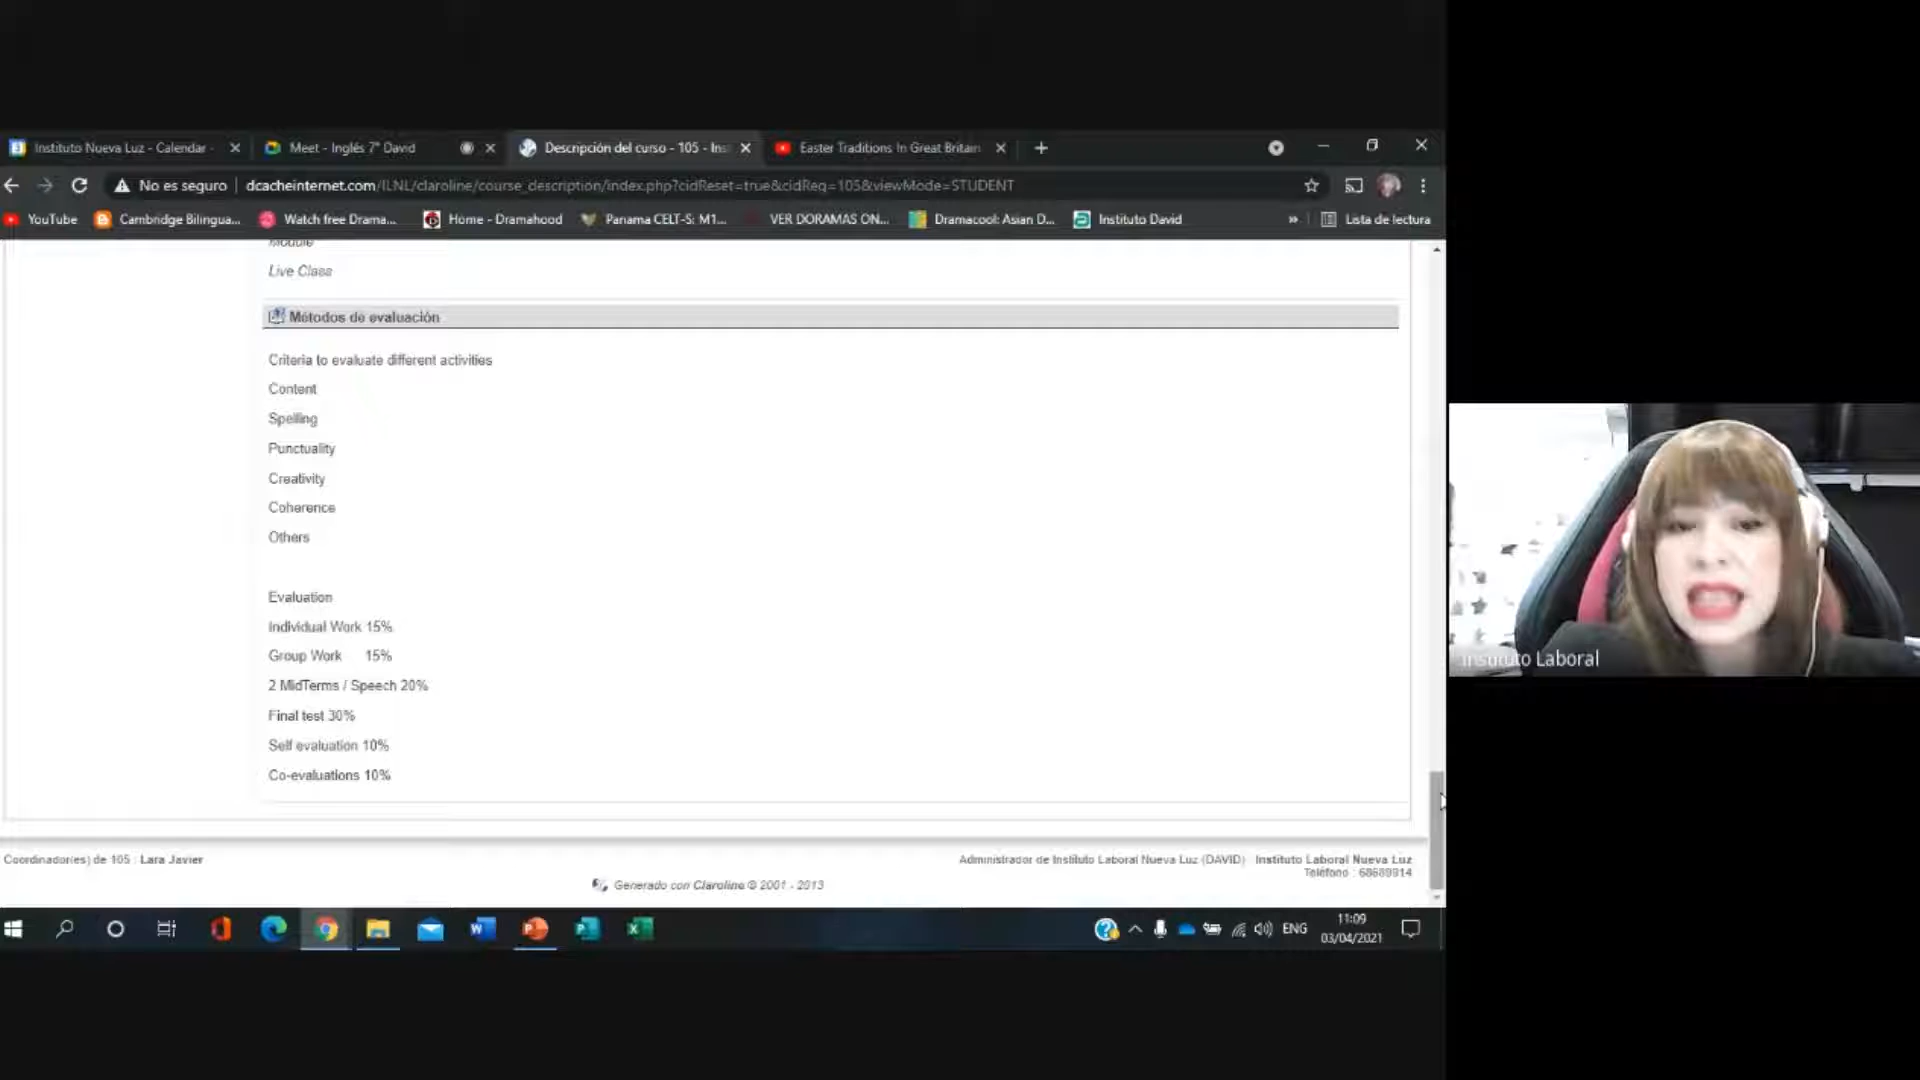 Instituto Nueva Luz - Calendar -
Meet - Inglés 7° David
Descripción del curso - 105 - Ins
Easter Traditions In Great Britain
No es seguro
dcacheinternet.com/ILNL/claroline/course_description/index.php?cidReset=true&cidReq=105&viewMode=STUDENT
YouTube
Cambridge Bilingua...
Watch free Drama...
Home - Dramahood
Panama CELT-S: M1...
VER DORAMAS ON...
Dramacool: Asian D...
Instituto David
»
Lista de lectura
Module
Live Class
Métodos de evaluación
Criteria to evaluate different activities
Content
Spelling
Punctuality
Creativity
Coherence
Others
Evaluation
Individual Work 15%
Group Work 15%
2 MidTerms / Speech 20%
Final test 30%
Self evaluation 10%
Co-evaluations 10%
Instituto Laboral
Coordinador(es) de 105 : Lara Javier
Administrador de Instituto Laboral Nueva Luz (DAVID) Instituto Laboral Nueva Luz
Teléfono : 68689914
Generado con Claroline © 2001 - 2013
ENG
11:09
03/04/2021